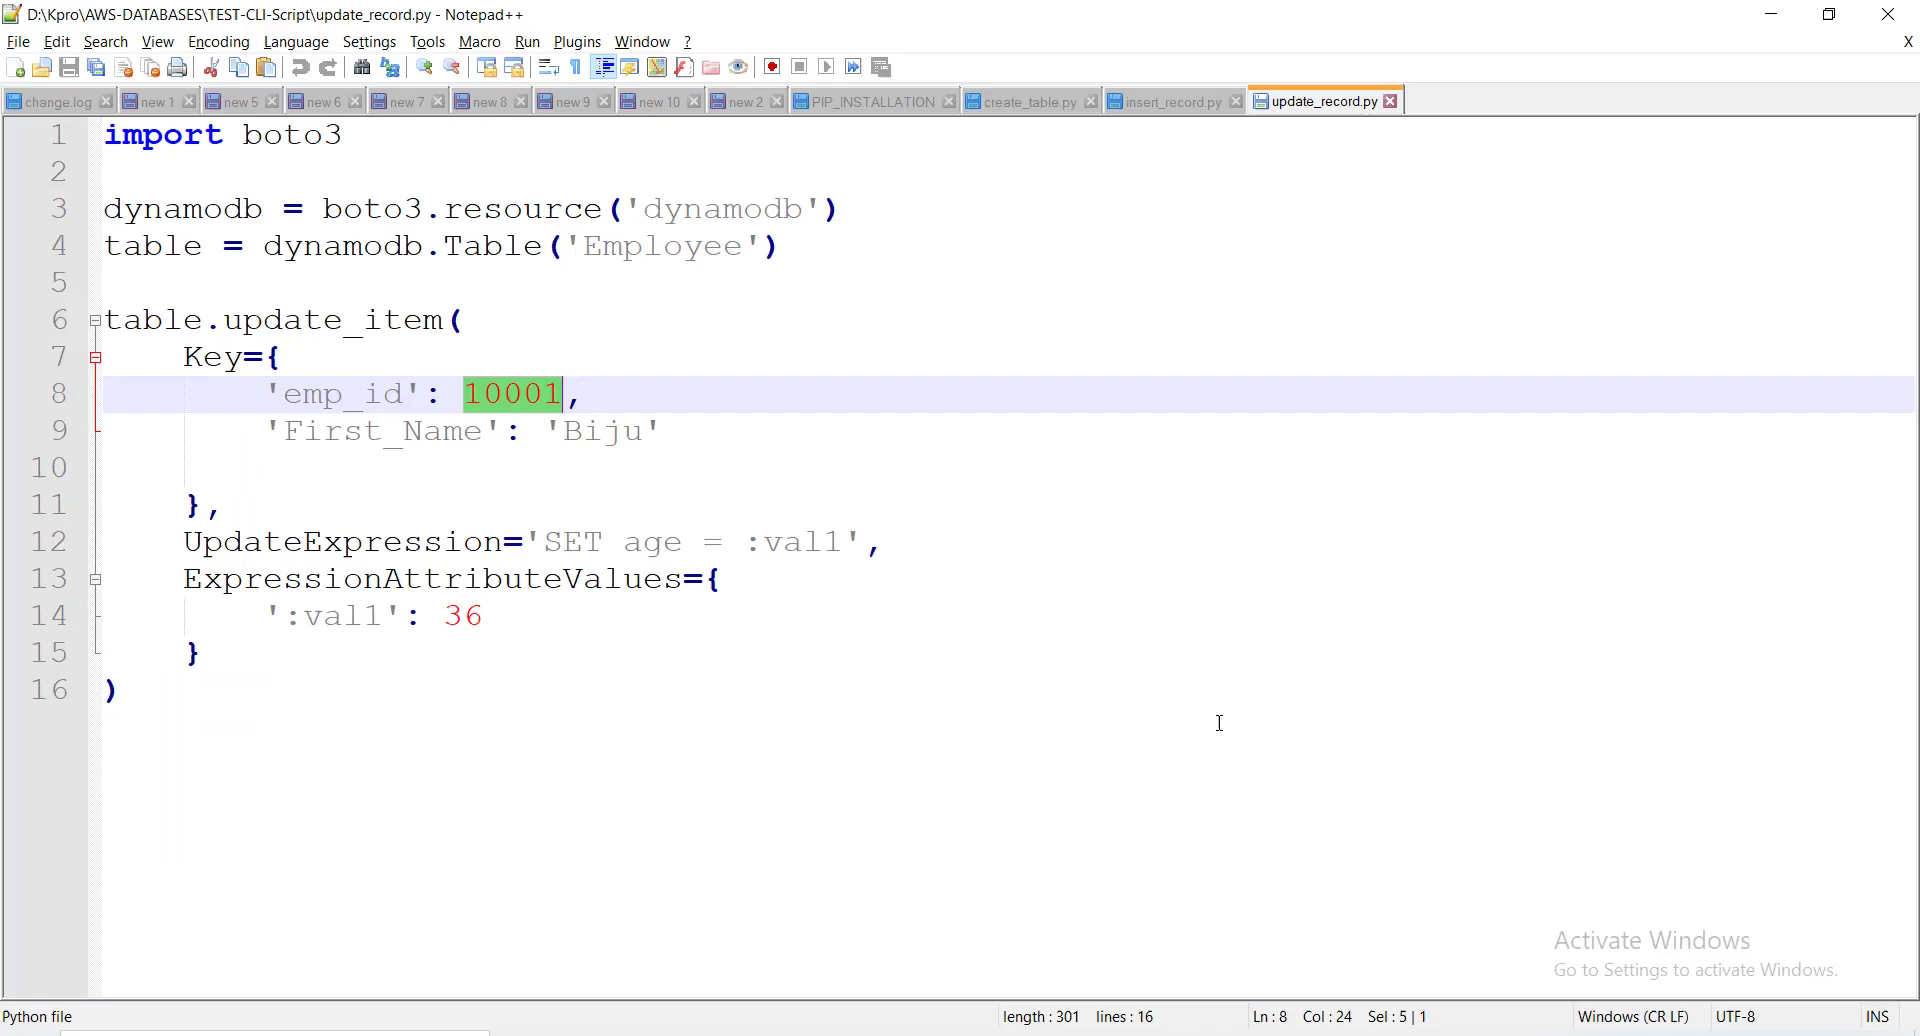 D:\Kpro\AWS-DATABASES\TEST-CLI-Script\update_record.py - Notepad++
File Edit Search View Encoding Language Settings Tools Macro Run Plugins Window ? X
change.log new 1 new 5 new 6 new 7 new 8 new 9 new 10 new 2 PIP_INSTALLATION create_table.py insert_record.py update_record.py
1 import boto3
2
3 dynamodb = boto3.resource('dynamodb')
4 table = dynamodb.Table('Employee')
5
6 table.update_item(
7 Key={
8 'emp_id': 10001,
9 'First_Name': 'Biju'
10
11 },
12 UpdateExpression='SET age = :val1',
13 ExpressionAttributeValues={
14 ':val1': 36
15 }
16 )
Activate Windows
Go to Settings to activate Windows.
Python file length : 301 lines : 16 Ln : 8 Col : 24 Sel : 5 | 1 Windows (CR LF) UTF-8 INS